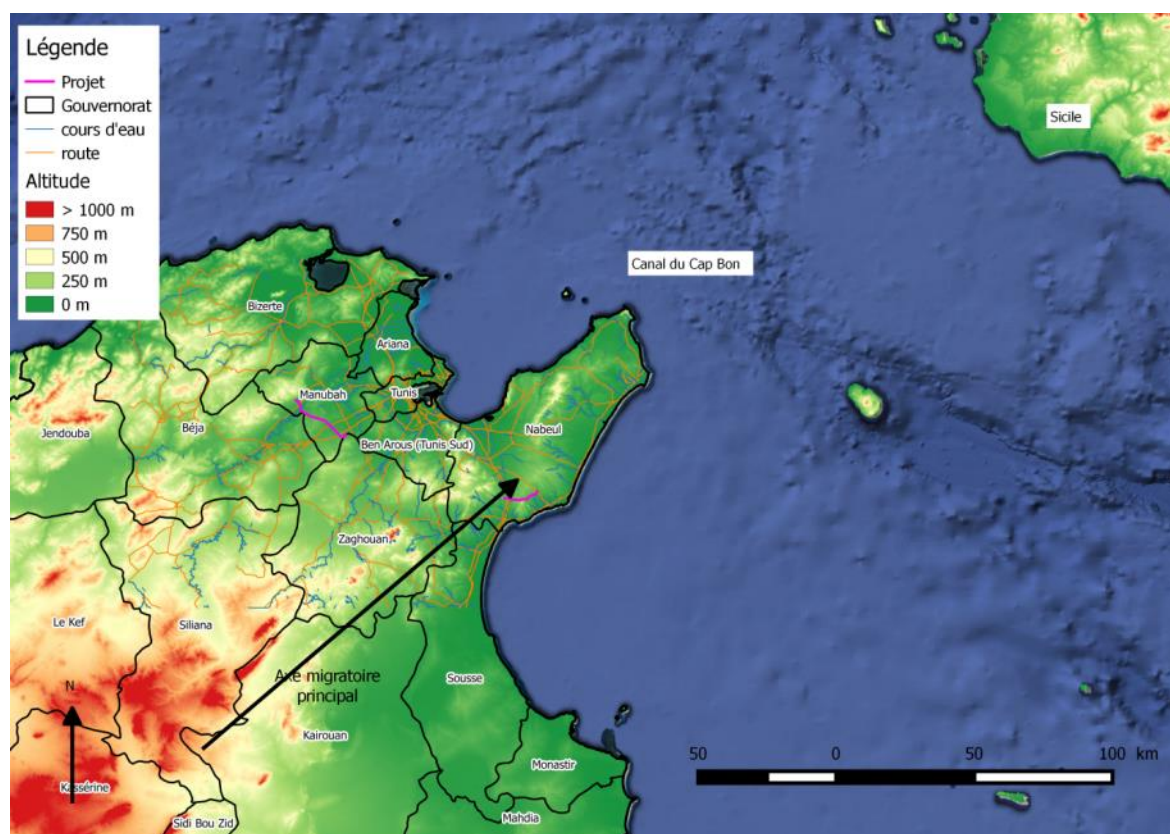 Légende
Projet
Gouvernorat
cours d'eau
route
Altitude
> 1000 m
750 m
500 m
250 m
0 m
Sicile
Canal du Cap Bon
Bizerte
Ariana
Manubah
Tunis
Jendouba
Béja
Ben Arous (Tunis Sud)
Nabeul
Zaghouan
Le Kef
Siliana
Axe migratoire
principal
Sousse
N
Kairouan
Kassérine
Monastir
Sidi Bou Zid
Mahdia
50 0 50 100 km